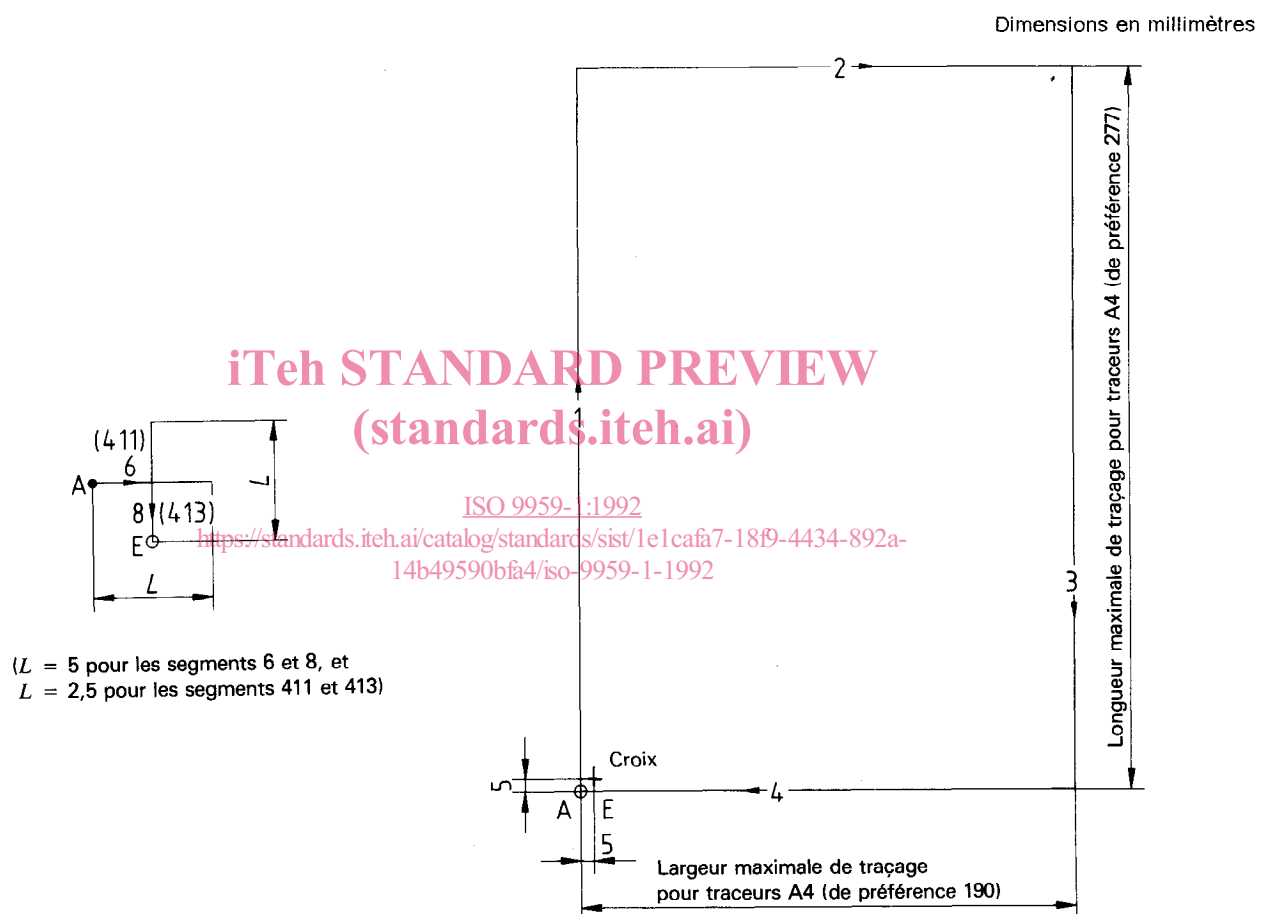 Dimensions en millimètres
2
Longueur maximale de traçage pour traceurs A4 (de préférence 277)
iTeh STANDARD PREVIEW
(standards.iteh.ai)
1
(411)
6
A
L
8 (413)
E
L
ISO 9959-1:1992
https://standards.iteh.ai/catalog/standards/sist/1e1cafa7-18f9-4434-892a-
14b49590bfa4/iso-9959-1-1992
3
(L = 5 pour les segments 6 et 8, et
L = 2,5 pour les segments 411 et 413)
Croix
5
4
A E
5
Largeur maximale de traçage
pour traceurs A4 (de préférence 190)